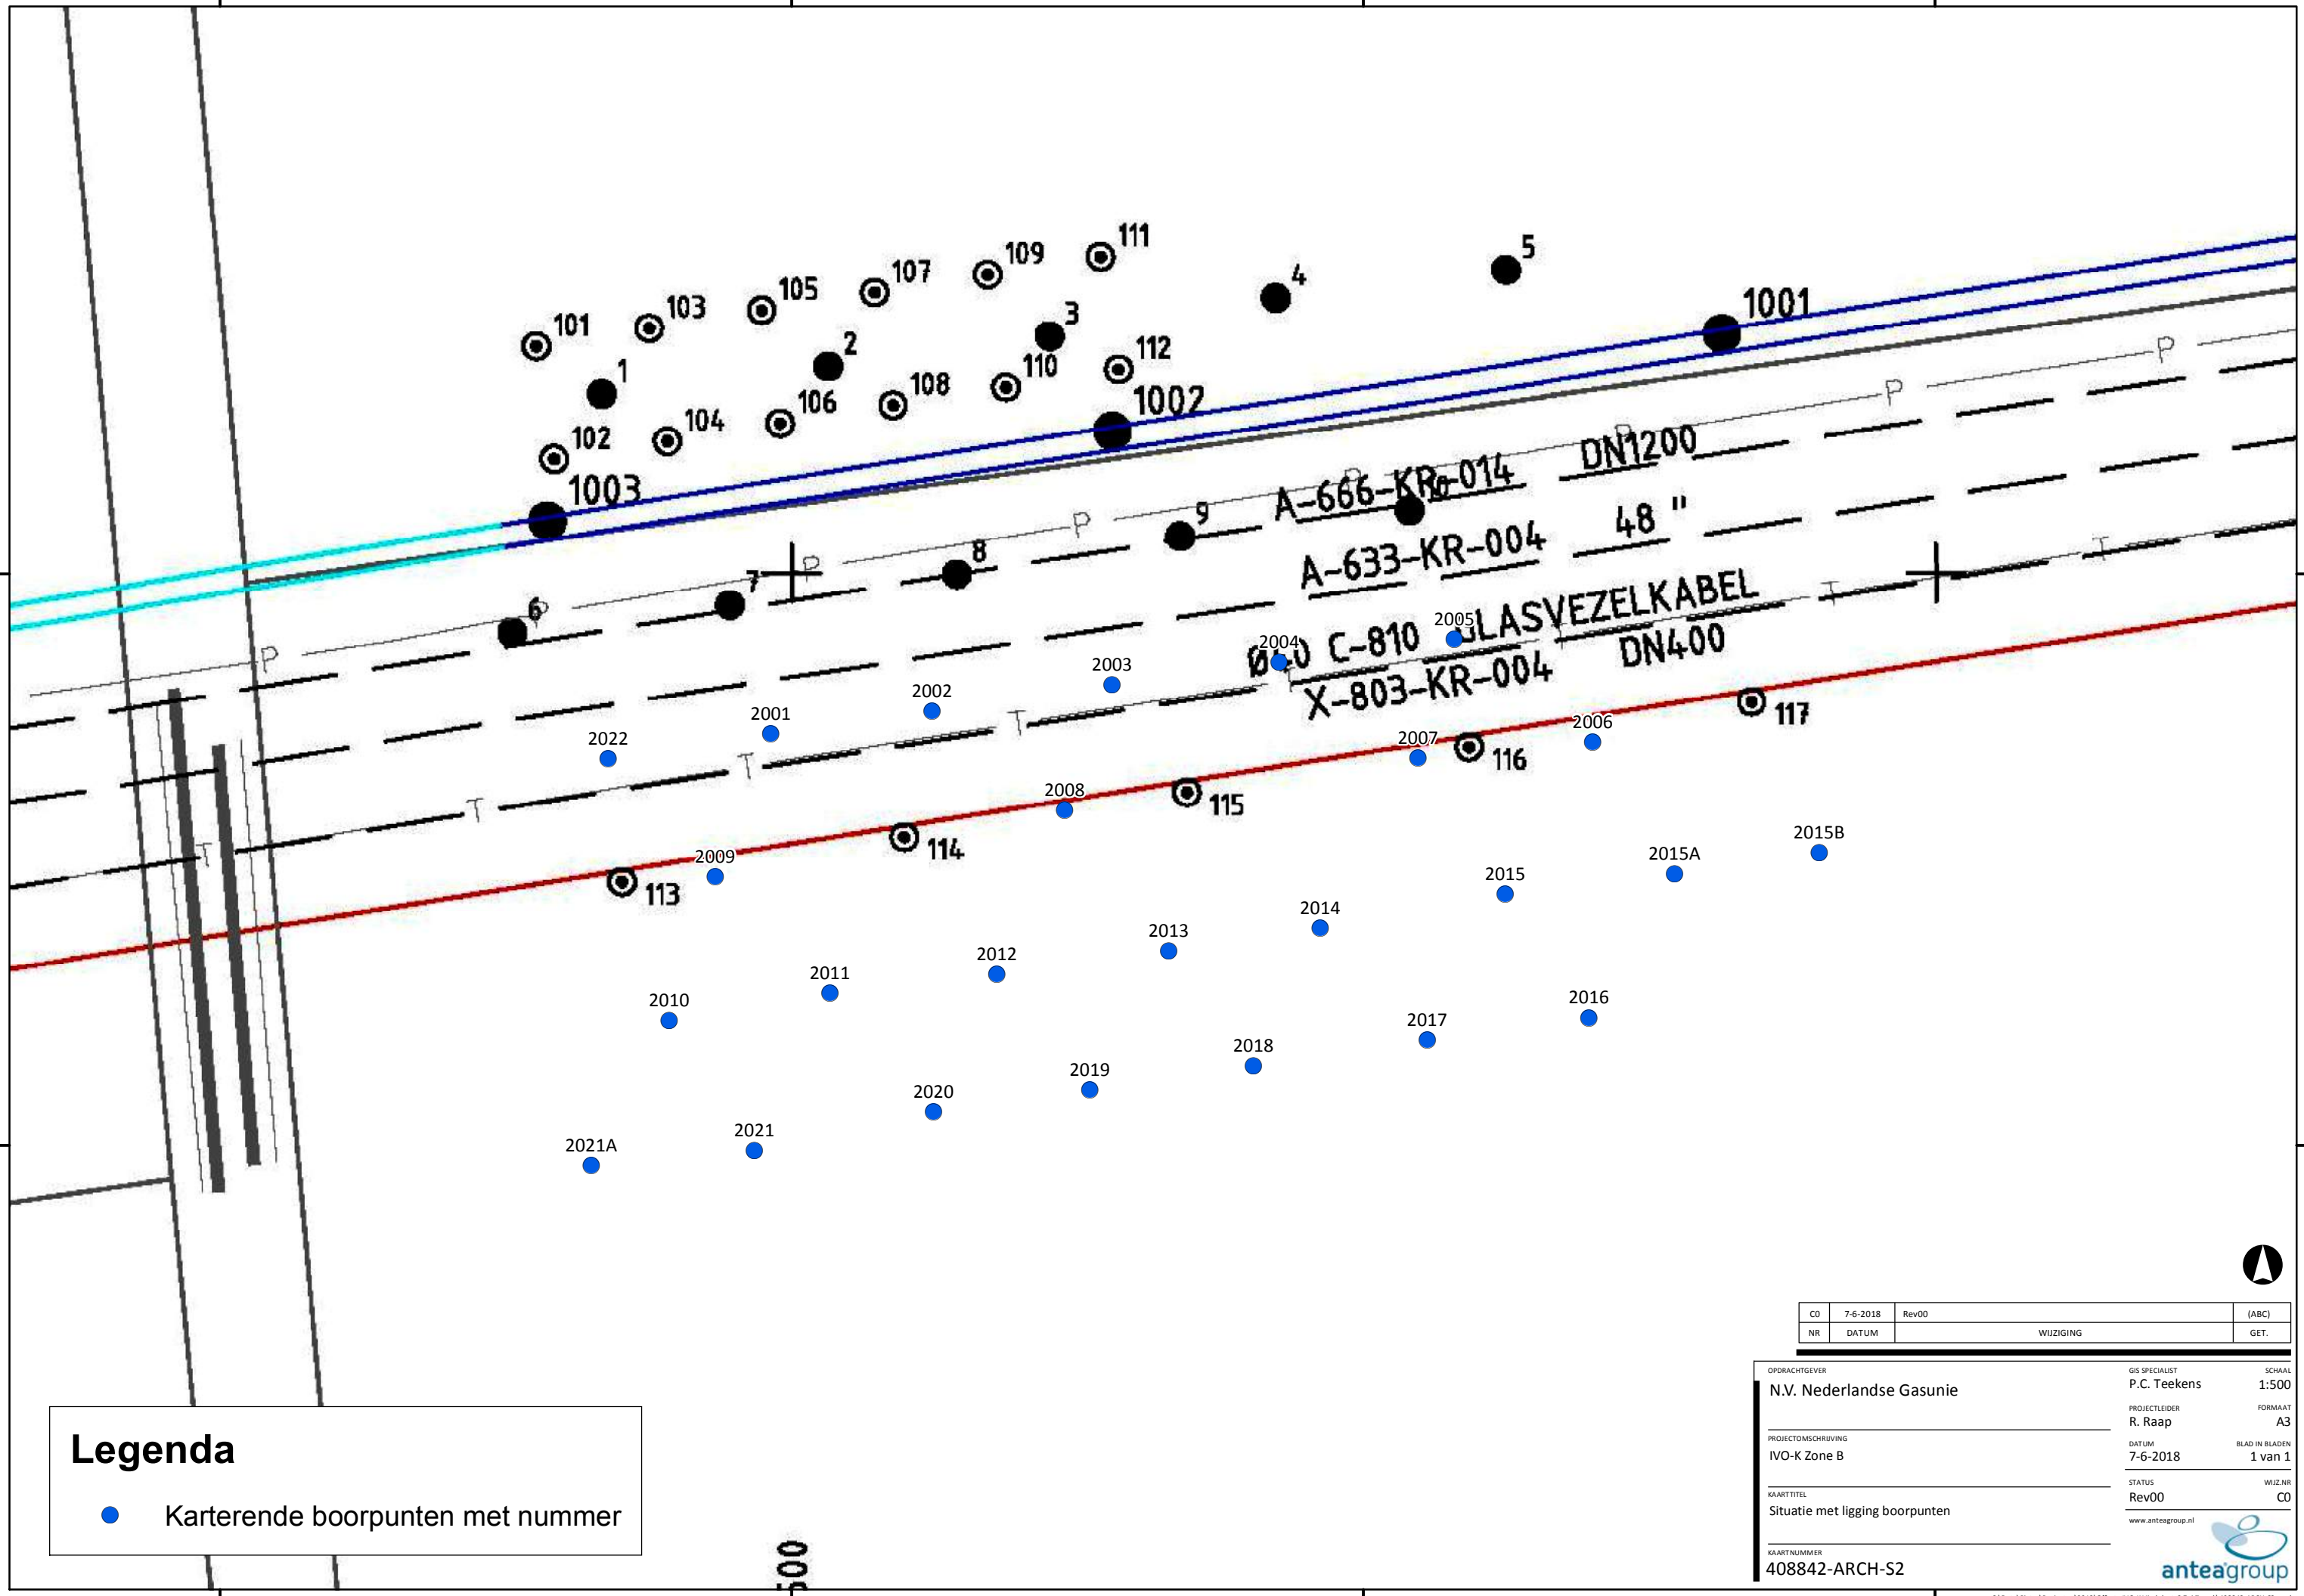 111
5
109
107
4
105
103
3
1001
101
2
112
1
110
108
1002
106
104
102
P
P
1003
P
DN1200
P
A-666-KR-014
9
P
48 "
8
A-633-KR-004
P
7
T
GLASVEZELKABEL
6
P
2005
T
C-810
2004
DN400
P
2003
X-803-KR-004
2002
T
117
2001
2006
2022
2007
T
116
2008
115
T
114
2015B
T
2009
2015A
113
2015
2014
2013
2012
2011
2010
2016
2017
2018
2019
2020
2021
2021A
C0 7-6-2018 Rev00 (ABC)
NR DATUM WIJZIGING GET.
OPDRACHTGEVER
N.V. Nederlandse Gasunie
GIS SPECIALIST SCHAAL
P.C. Teekens 1:500
PROJECTLEIDER FORMAAT
R. Raap A3
PROJECTOMSCHRIJVING
IVO-K Zone B
DATUM BLAD IN BLADEN
7-6-2018 1 van 1
KAARTTITEL
Situatie met ligging boorpunten
STATUS WIJZ.NR
Rev00 C0
www.anteagroup.nl
KAARTNUMMER
408842-ARCH-S2
anteagroup
Legenda
Karterende boorpunten met nummer